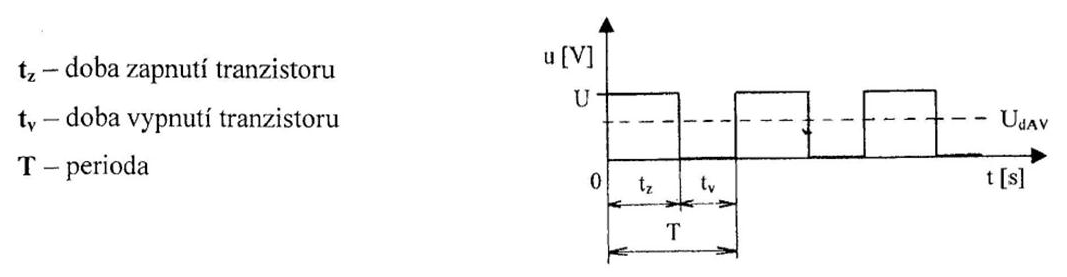 t_z – doba zapnutí tranzistoru
t_v – doba vypnutí tranzistoru
T – perioda
u [V]
U
U_dAV
0
t_z
t_v
t [s]
T